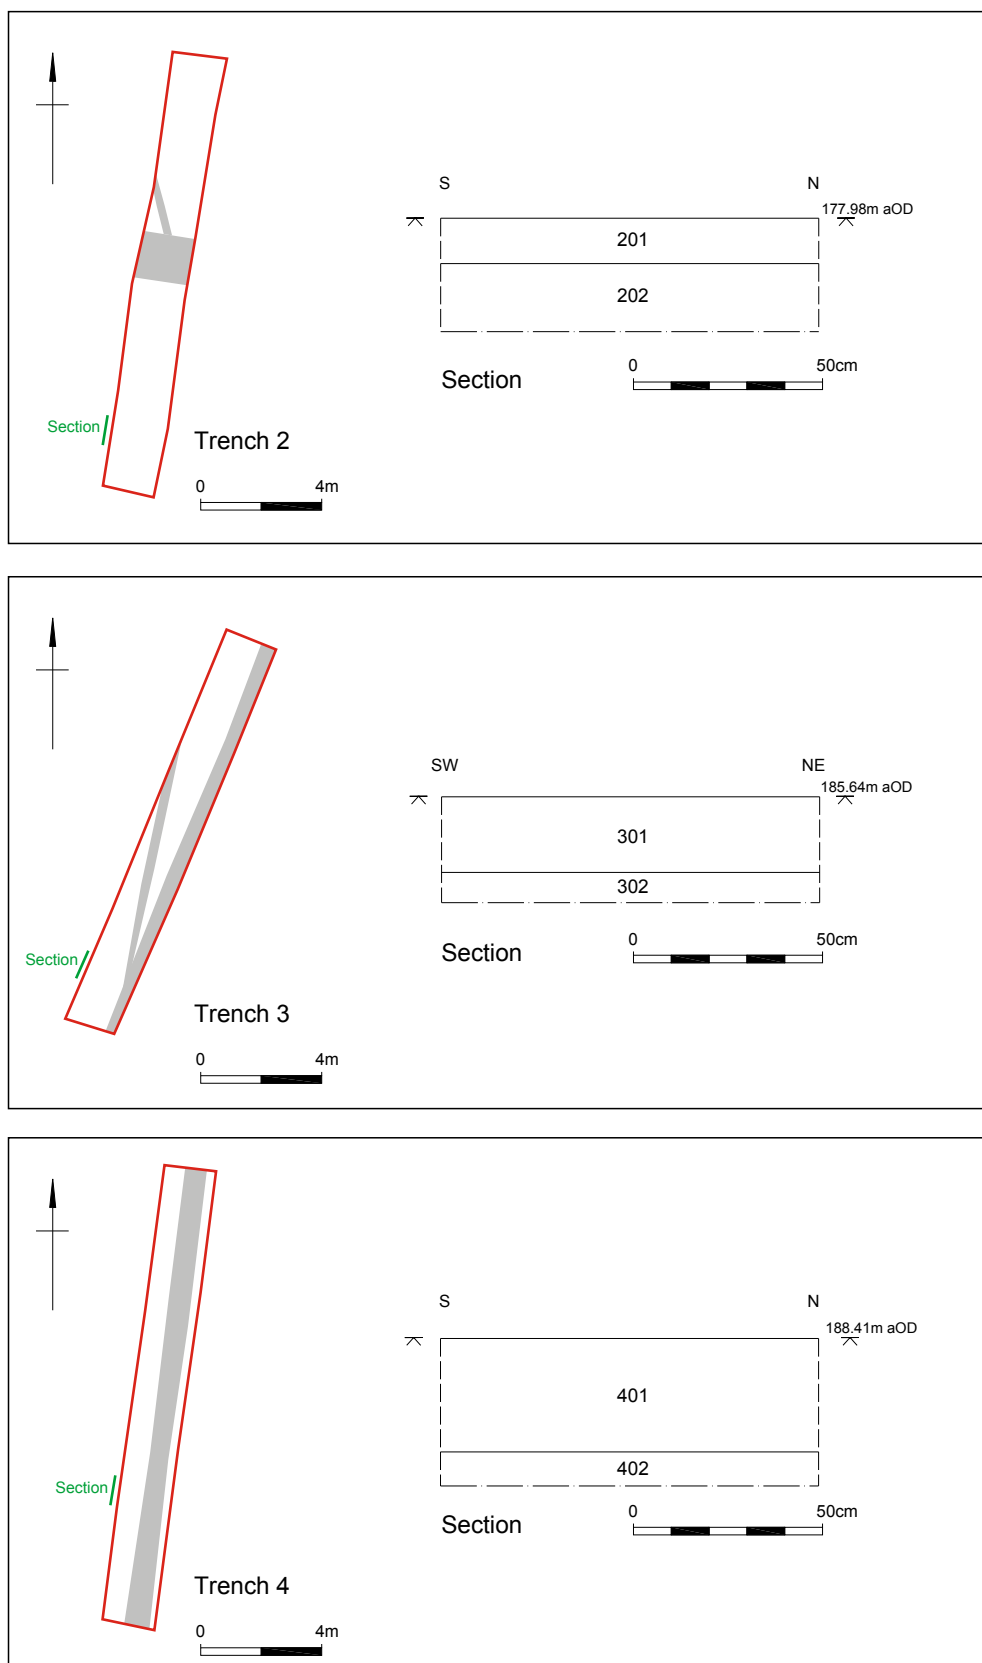 S N
177.98m aOD
201
202
0 50cm
Section
Section
Trench 2
0 4m
SW NE
185.64m aOD
301
302
0 50cm
Section
Section
Trench 3
0 4m
S N
188.41m aOD
401
402
0 50cm
Section
Section
Trench 4
0 4m